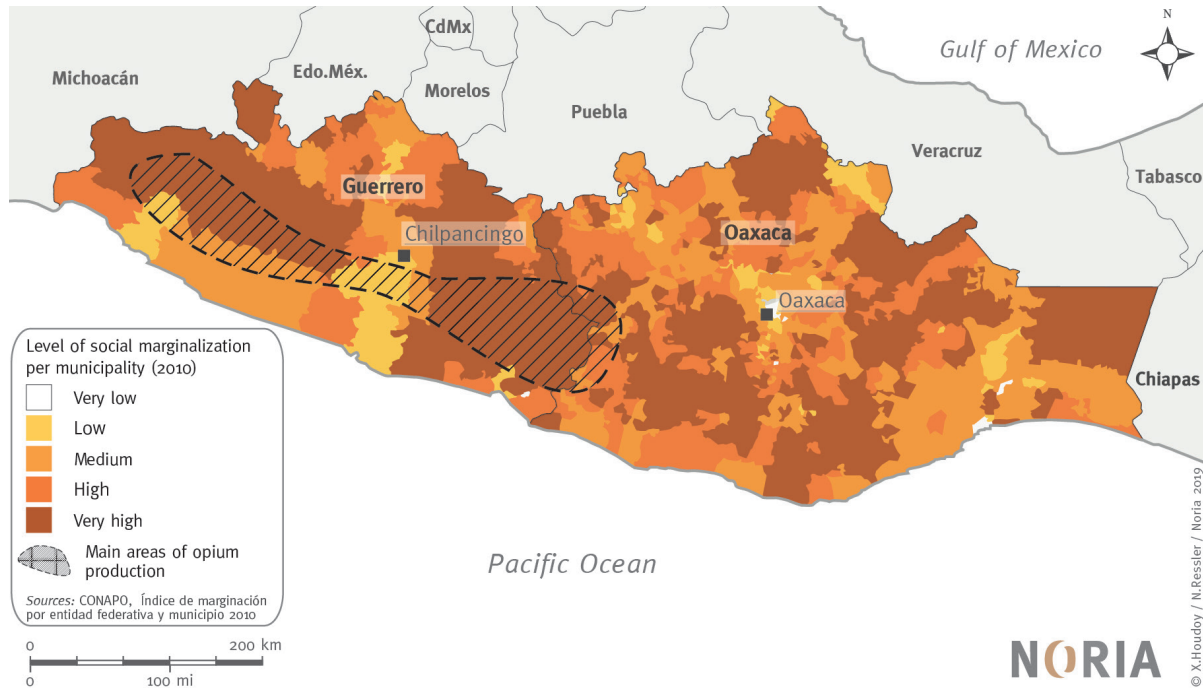 CdMx
N
Gulf of Mexico
Michoacán
Edo.Méx.
Morelos
Puebla
Veracruz
Tabasco
Guerrero
Chilpancingo
Oaxaca
Oaxaca
Chiapas
Level of social marginalization
per municipality (2010)
Very low
Low
Medium
High
Very high
Main areas of opium
production
Sources: CONAPO, Índice de marginación
por entidad federativa y municipio 2010
Pacific Ocean
0 200 km
0 100 mi
NORIA
© X.Houdoy / N.Ressler / Noria 2019